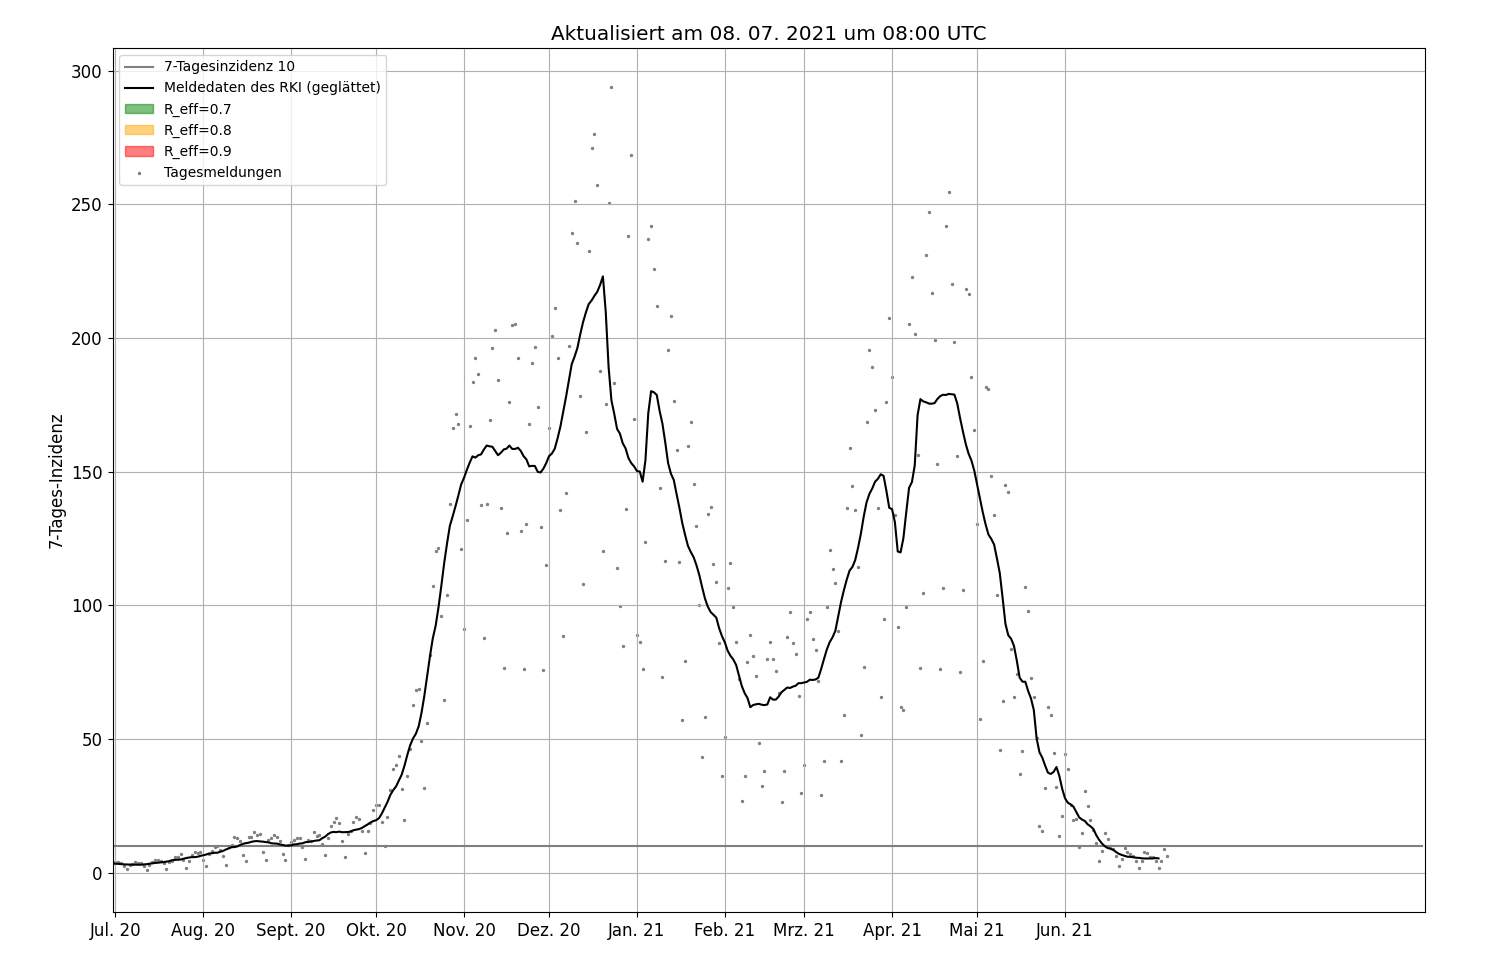 Aktualisiert am 08. 07. 2021 um 08:00 UTC
7-Tagesinzidenz 10
Meldedaten des RKI (geglättet)
R_eff=0.7
R_eff=0.8
R_eff=0.9
Tagesmeldungen
7-Tages-Inzidenz
300
250
200
150
100
50
0
Jul. 20 Aug. 20 Sept. 20 Okt. 20 Nov. 20 Dez. 20 Jan. 21 Feb. 21 Mrz. 21 Apr. 21 Mai 21 Jun. 21